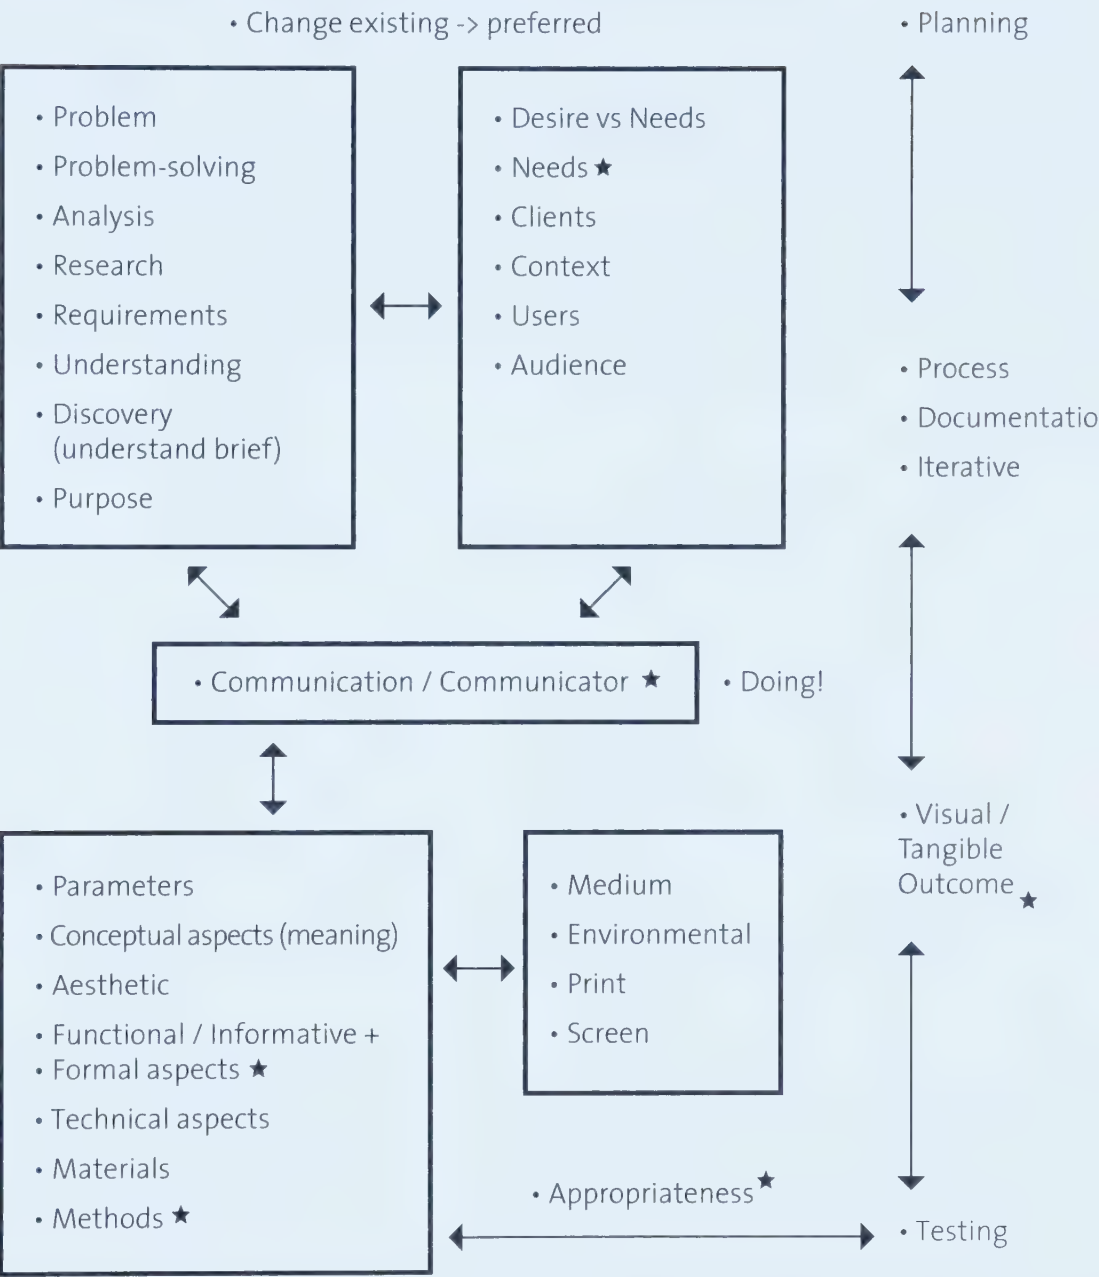 • Change existing -> preferred
• Problem
• Problem-solving
• Analysis
• Research
• Requirements
• Understanding
• Discovery
(understand brief)
• Purpose
• Desire vs Needs
• Needs ★
• Clients
• Context
• Users
• Audience
• Communication / Communicator ★
• Doing!
• Parameters
• Conceptual aspects (meaning)
• Aesthetic
• Functional / Informative +
• Formal aspects ★
• Technical aspects
• Materials
• Methods ★
• Medium
• Environmental
• Print
• Screen
• Appropriateness ★
• Planning
• Process
• Documentatio
• Iterative
• Visual /
Tangible
Outcome ★
• Testing